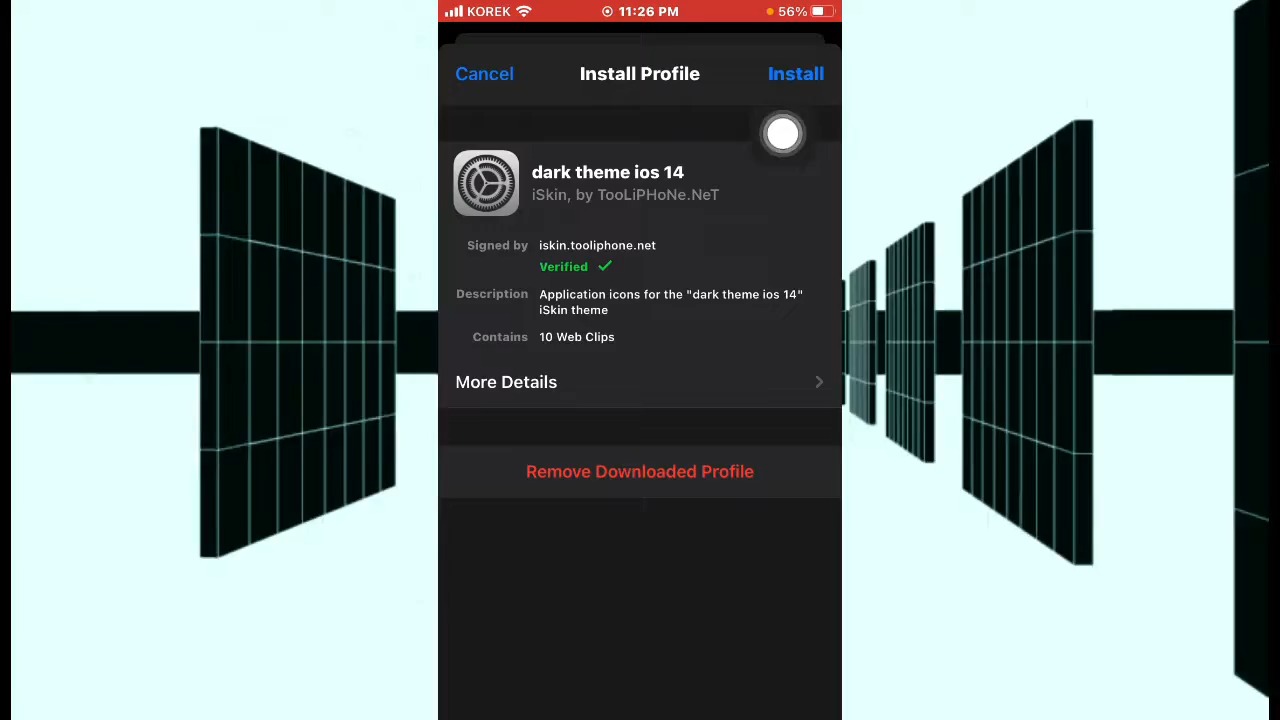 KOREK 11:26 PM 56%
Cancel Install Profile Install
dark theme ios 14
iSkin, by TooLiPHoNe.NeT
Signed by iskin.tooliphone.net
Verified ✓
Description Application icons for the "dark theme ios 14"
iSkin theme
Contains 10 Web Clips
More Details
Remove Downloaded Profile